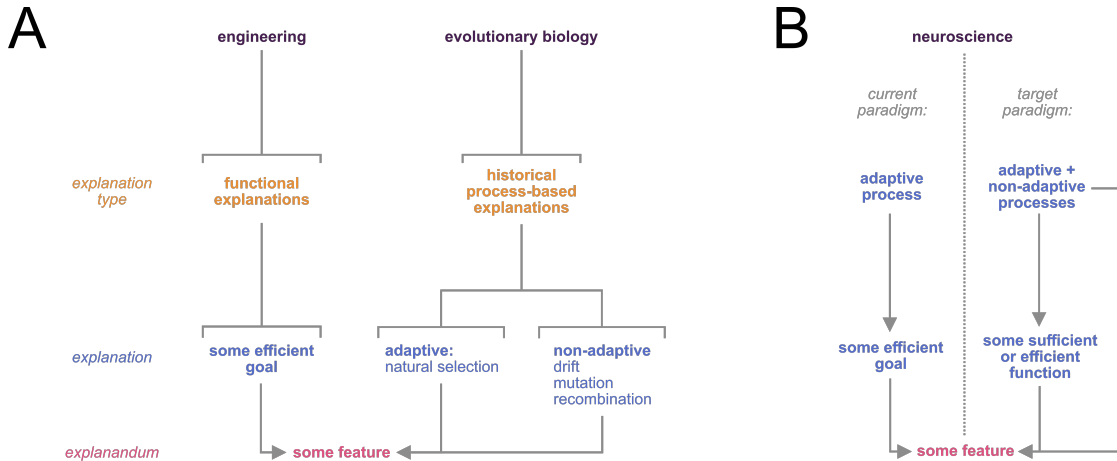 A
engineering
evolutionary biology
explanation
type
functional
explanations
historical
process-based
explanations
explanation
some efficient
goal
adaptive:
natural selection
non-adaptive
drift
mutation
recombination
explanandum
some feature
B
neuroscience
current
paradigm:
target
paradigm:
adaptive
process
adaptive +
non-adaptive
processes
some efficient
goal
some sufficient
or efficient
function
some feature